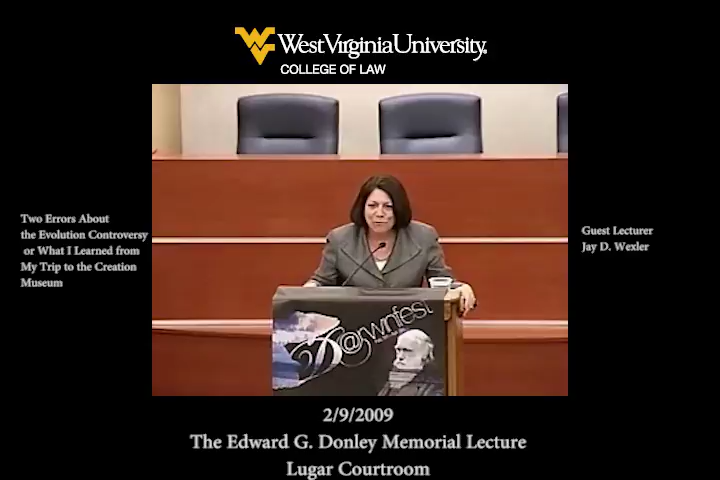 West Virginia University.
COLLEGE OF LAW
Two Errors About
the Evolution Controversy
or What I Learned from
My Trip to the Creation
Museum
Guest Lecturer
Jay D. Wexler
D@rwnfest
2/9/2009
The Edward G. Donley Memorial Lecture
Lugar Courtroom